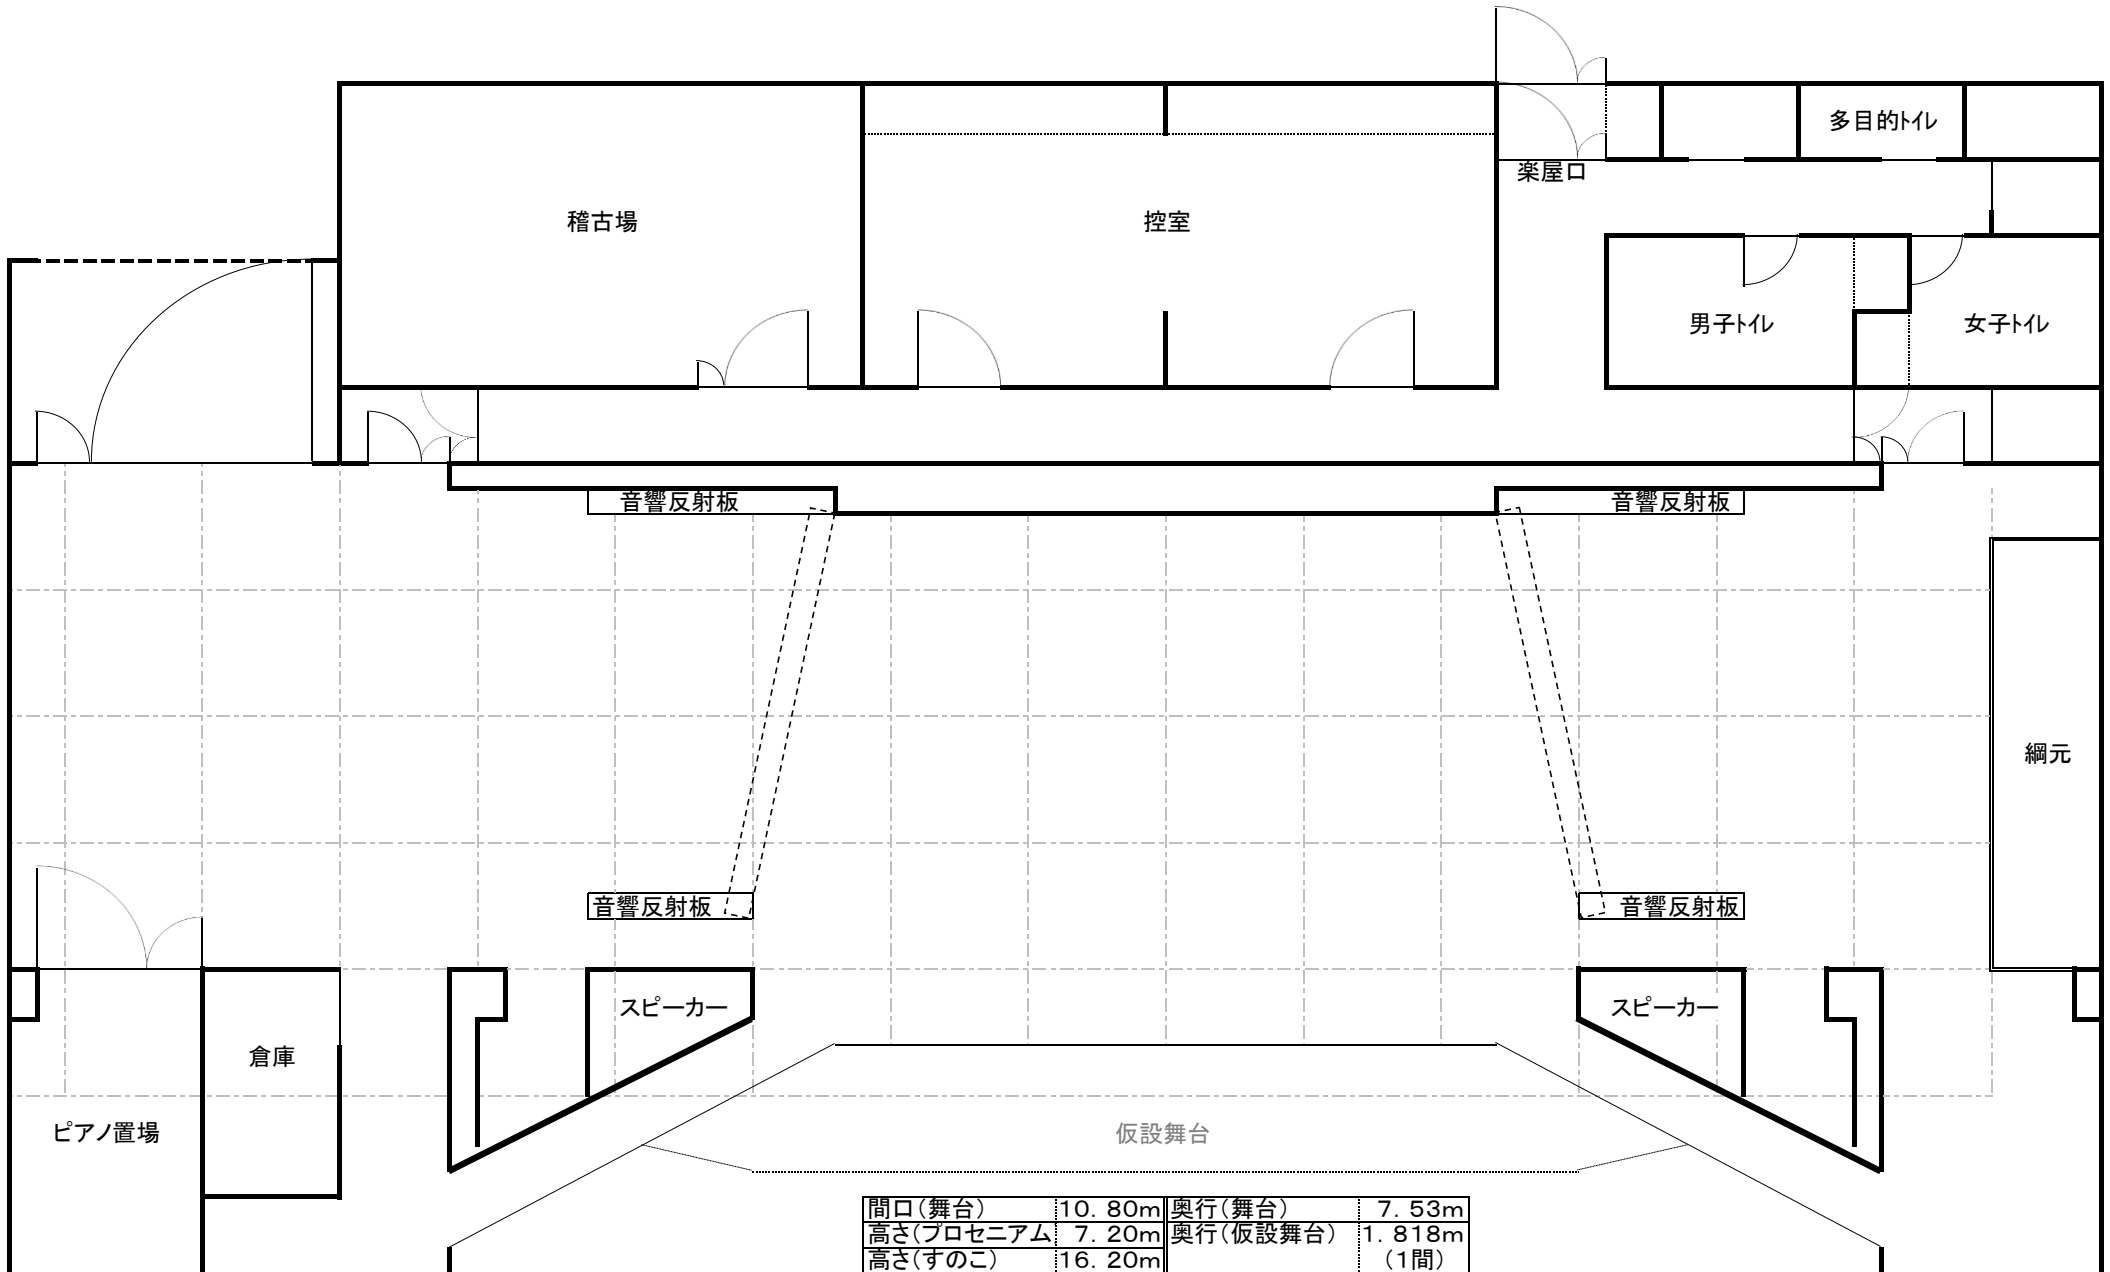 多目的トイレ
楽屋口
稽古場
控室
男子トイレ
女子トイレ
音響反射板
音響反射板
綱元
音響反射板
音響反射板
スピーカー
スピーカー
倉庫
ピアノ置場
仮設舞台
間口(舞台) 10.80m 奥行(舞台) 7.53m
高さ(プロセニアム 7.20m 奥行(仮設舞台) 1.818m
高さ(すのこ) 16.20m (1間)